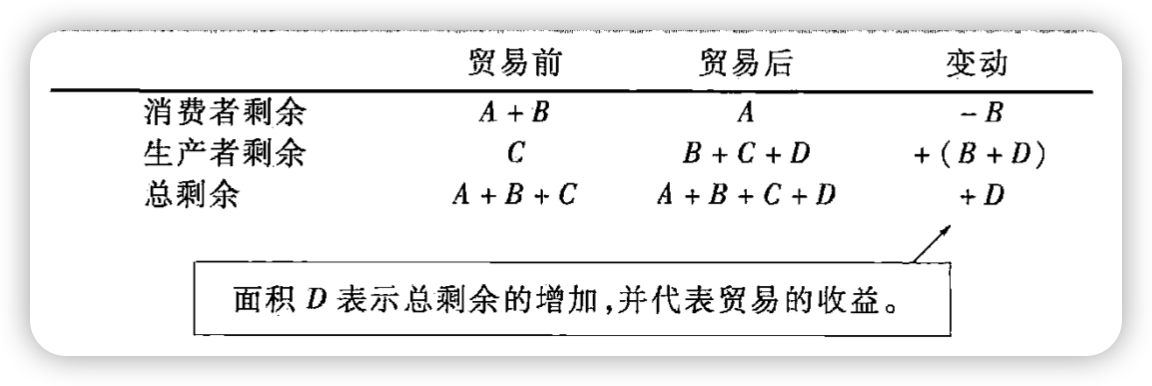 贸易前 贸易后 变动
消费者剩余 A + B A - B
生产者剩余 C B + C + D + ( B + D )
总剩余 A + B + C A + B + C + D + D
面积 D 表示总剩余的增加,并代表贸易的收益。